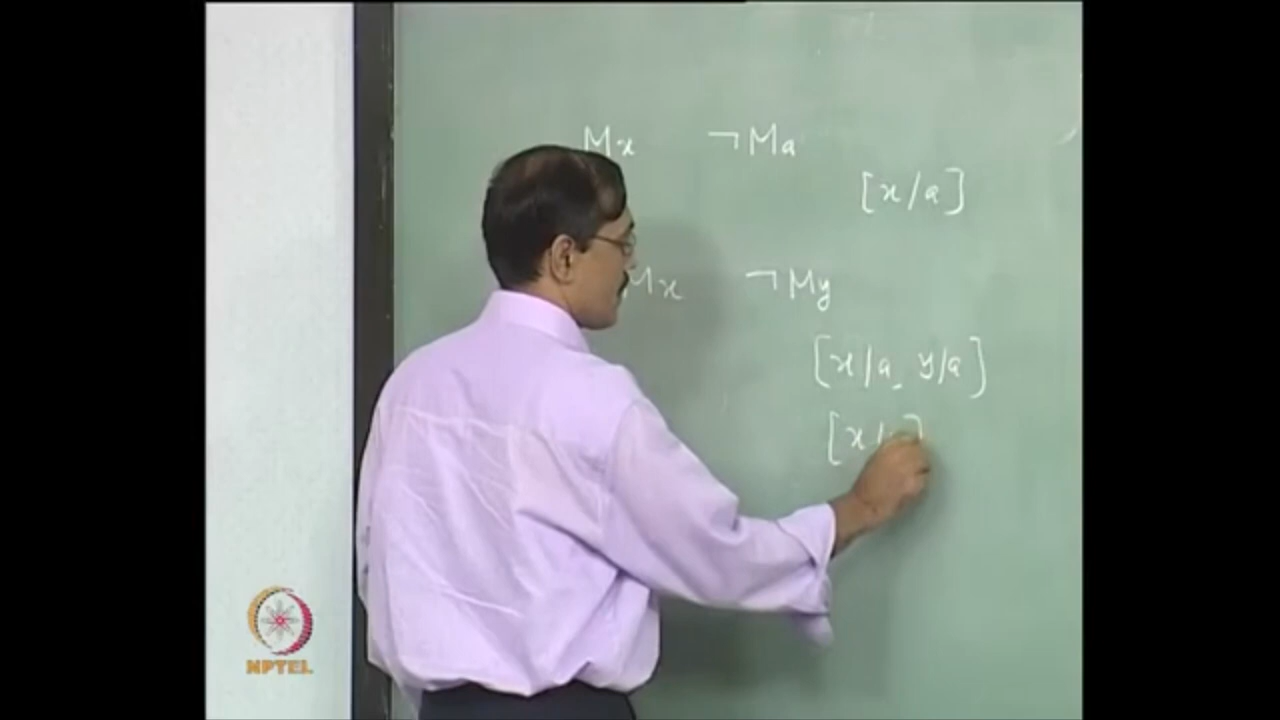 Mx ¬Ma
[x/a]
Mx ¬My
[x/a, y/a]
[x/ ]
NPTEL